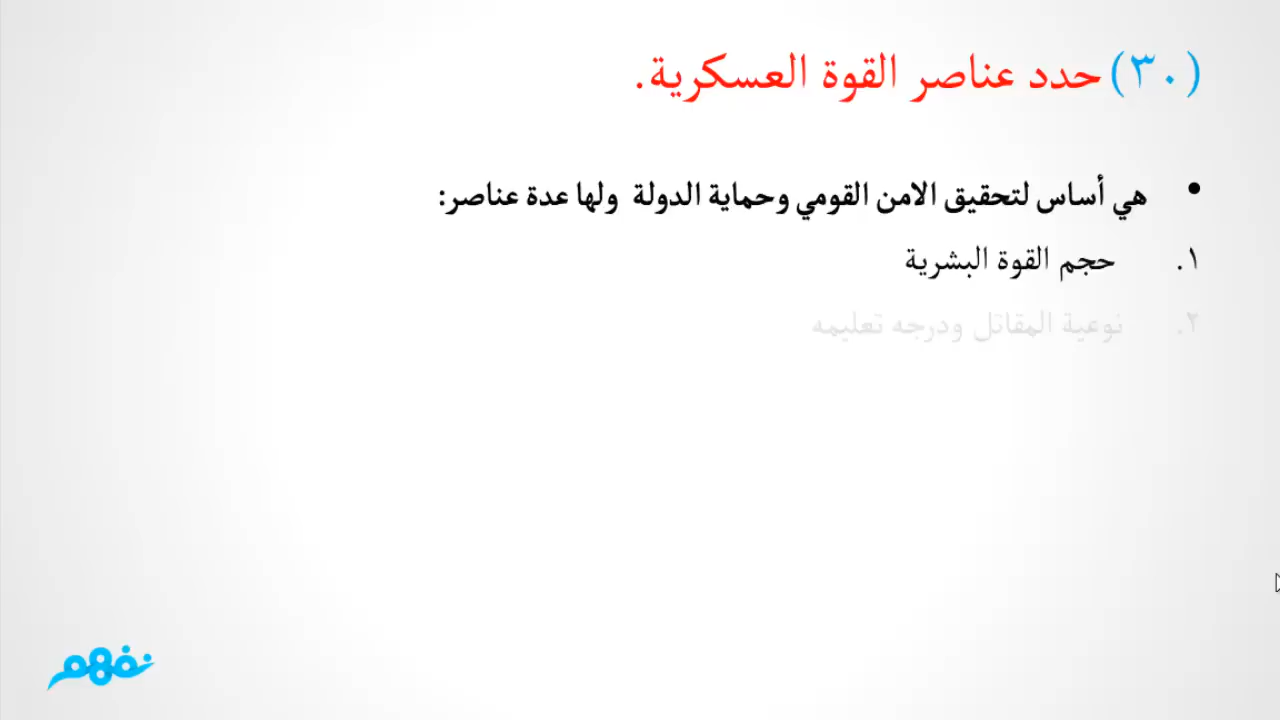 (٣٠) حدد عناصر القوة العسكرية.
• هي أساس لتحقيق الامن القومي وحماية الدولة ولها عدة عناصر:
١. حجم القوة البشرية
٢. نوعية المقاتل ودرجه تعليمه
نفهم